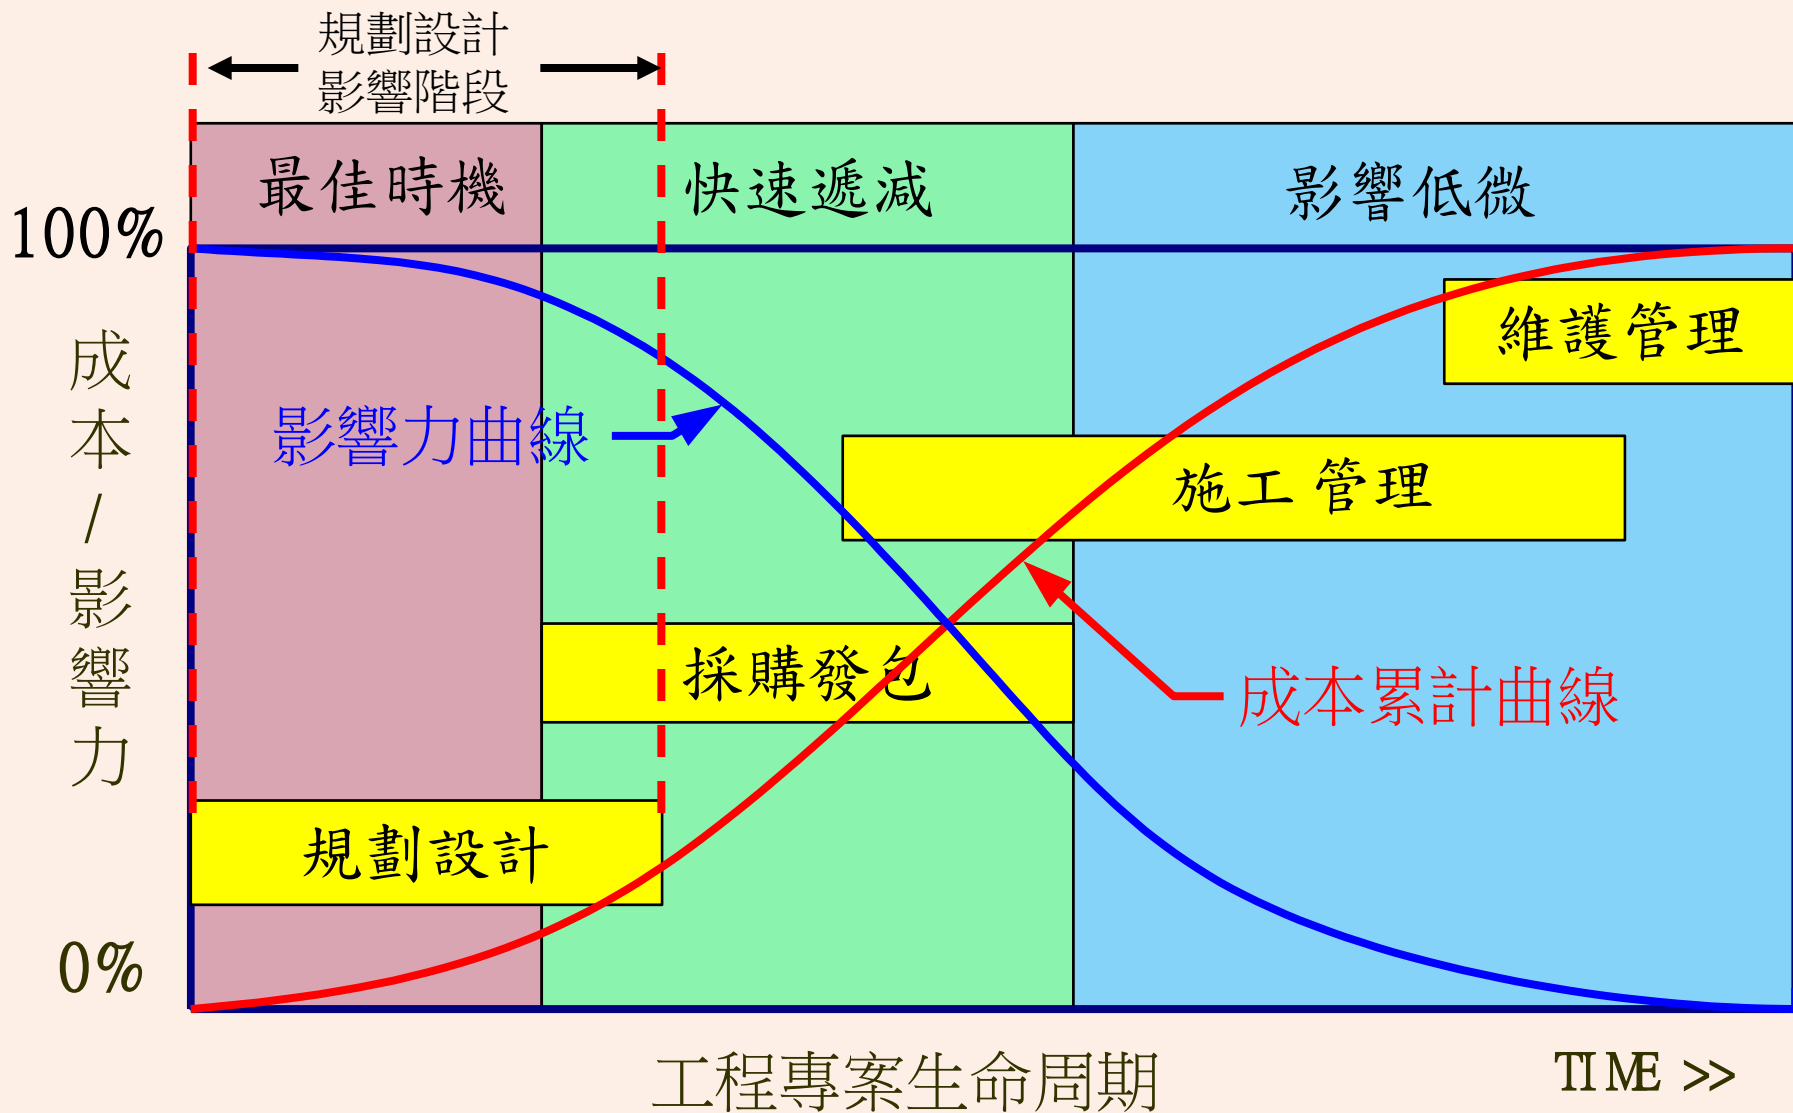 規劃設計
影響階段
最佳時機
快速遞減
影響低微
100%
成本/影響力
0%
影響力曲線
維護管理
施工管理
採購發包
成本累計曲線
規劃設計
工程專案生命周期
TIME >>